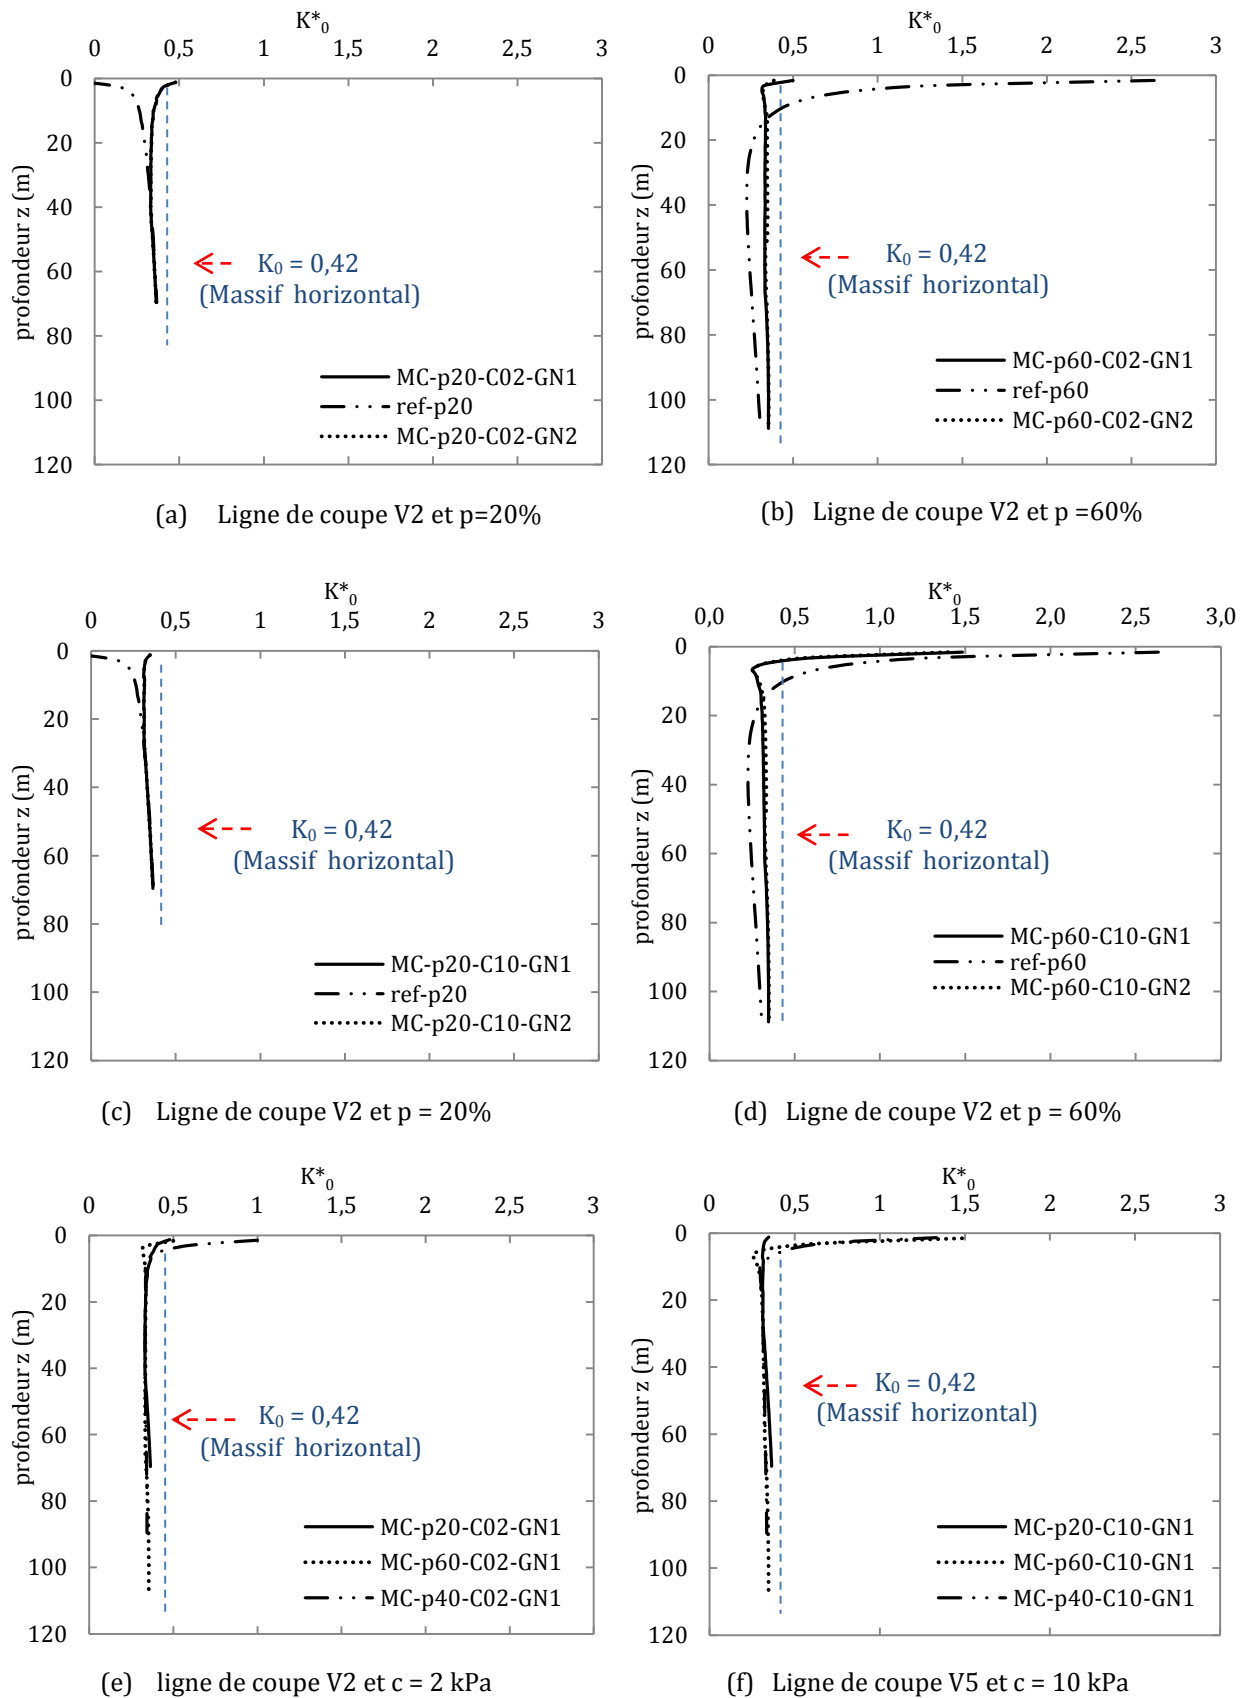 K*0
0 0,5 1 1,5 2 2,5 3
0
20
40
60
80
100
120
profondeur z (m)
K0 = 0,42
(Massif horizontal)
MC-p20-C02-GN1
ref-p20
MC-p20-C02-GN2
(a) Ligne de coupe V2 et p=20%
K*0
0 0,5 1 1,5 2 2,5 3
0
20
40
60
80
100
120
profondeur z (m)
K0 = 0,42
(Massif horizontal)
MC-p60-C02-GN1
ref-p60
MC-p60-C02-GN2
(b) Ligne de coupe V2 et p =60%
K*0
0 0,5 1 1,5 2 2,5 3
0
20
40
60
80
100
120
profondeur z (m)
K0 = 0,42
(Massif horizontal)
MC-p20-C10-GN1
ref-p20
MC-p20-C10-GN2
(c) Ligne de coupe V2 et p = 20%
K*0
0,0 0,5 1,0 1,5 2,0 2,5 3,0
0
20
40
60
80
100
120
profondeur z (m)
K0 = 0,42
(Massif horizontal)
MC-p60-C10-GN1
ref-p60
MC-p60-C10-GN2
(d) Ligne de coupe V2 et p = 60%
K*0
0 0,5 1 1,5 2 2,5 3
0
20
40
60
80
100
120
profondeur z (m)
K0 = 0,42
(Massif horizontal)
MC-p20-C02-GN1
MC-p60-C02-GN1
MC-p40-C02-GN1
(e) ligne de coupe V2 et c = 2 kPa
K*0
0 0,5 1 1,5 2 2,5 3
0
20
40
60
80
100
120
profondeur z (m)
K0 = 0,42
(Massif horizontal)
MC-p20-C10-GN1
MC-p60-C10-GN1
MC-p40-C10-GN1
(f) Ligne de coupe V5 et c = 10 kPa